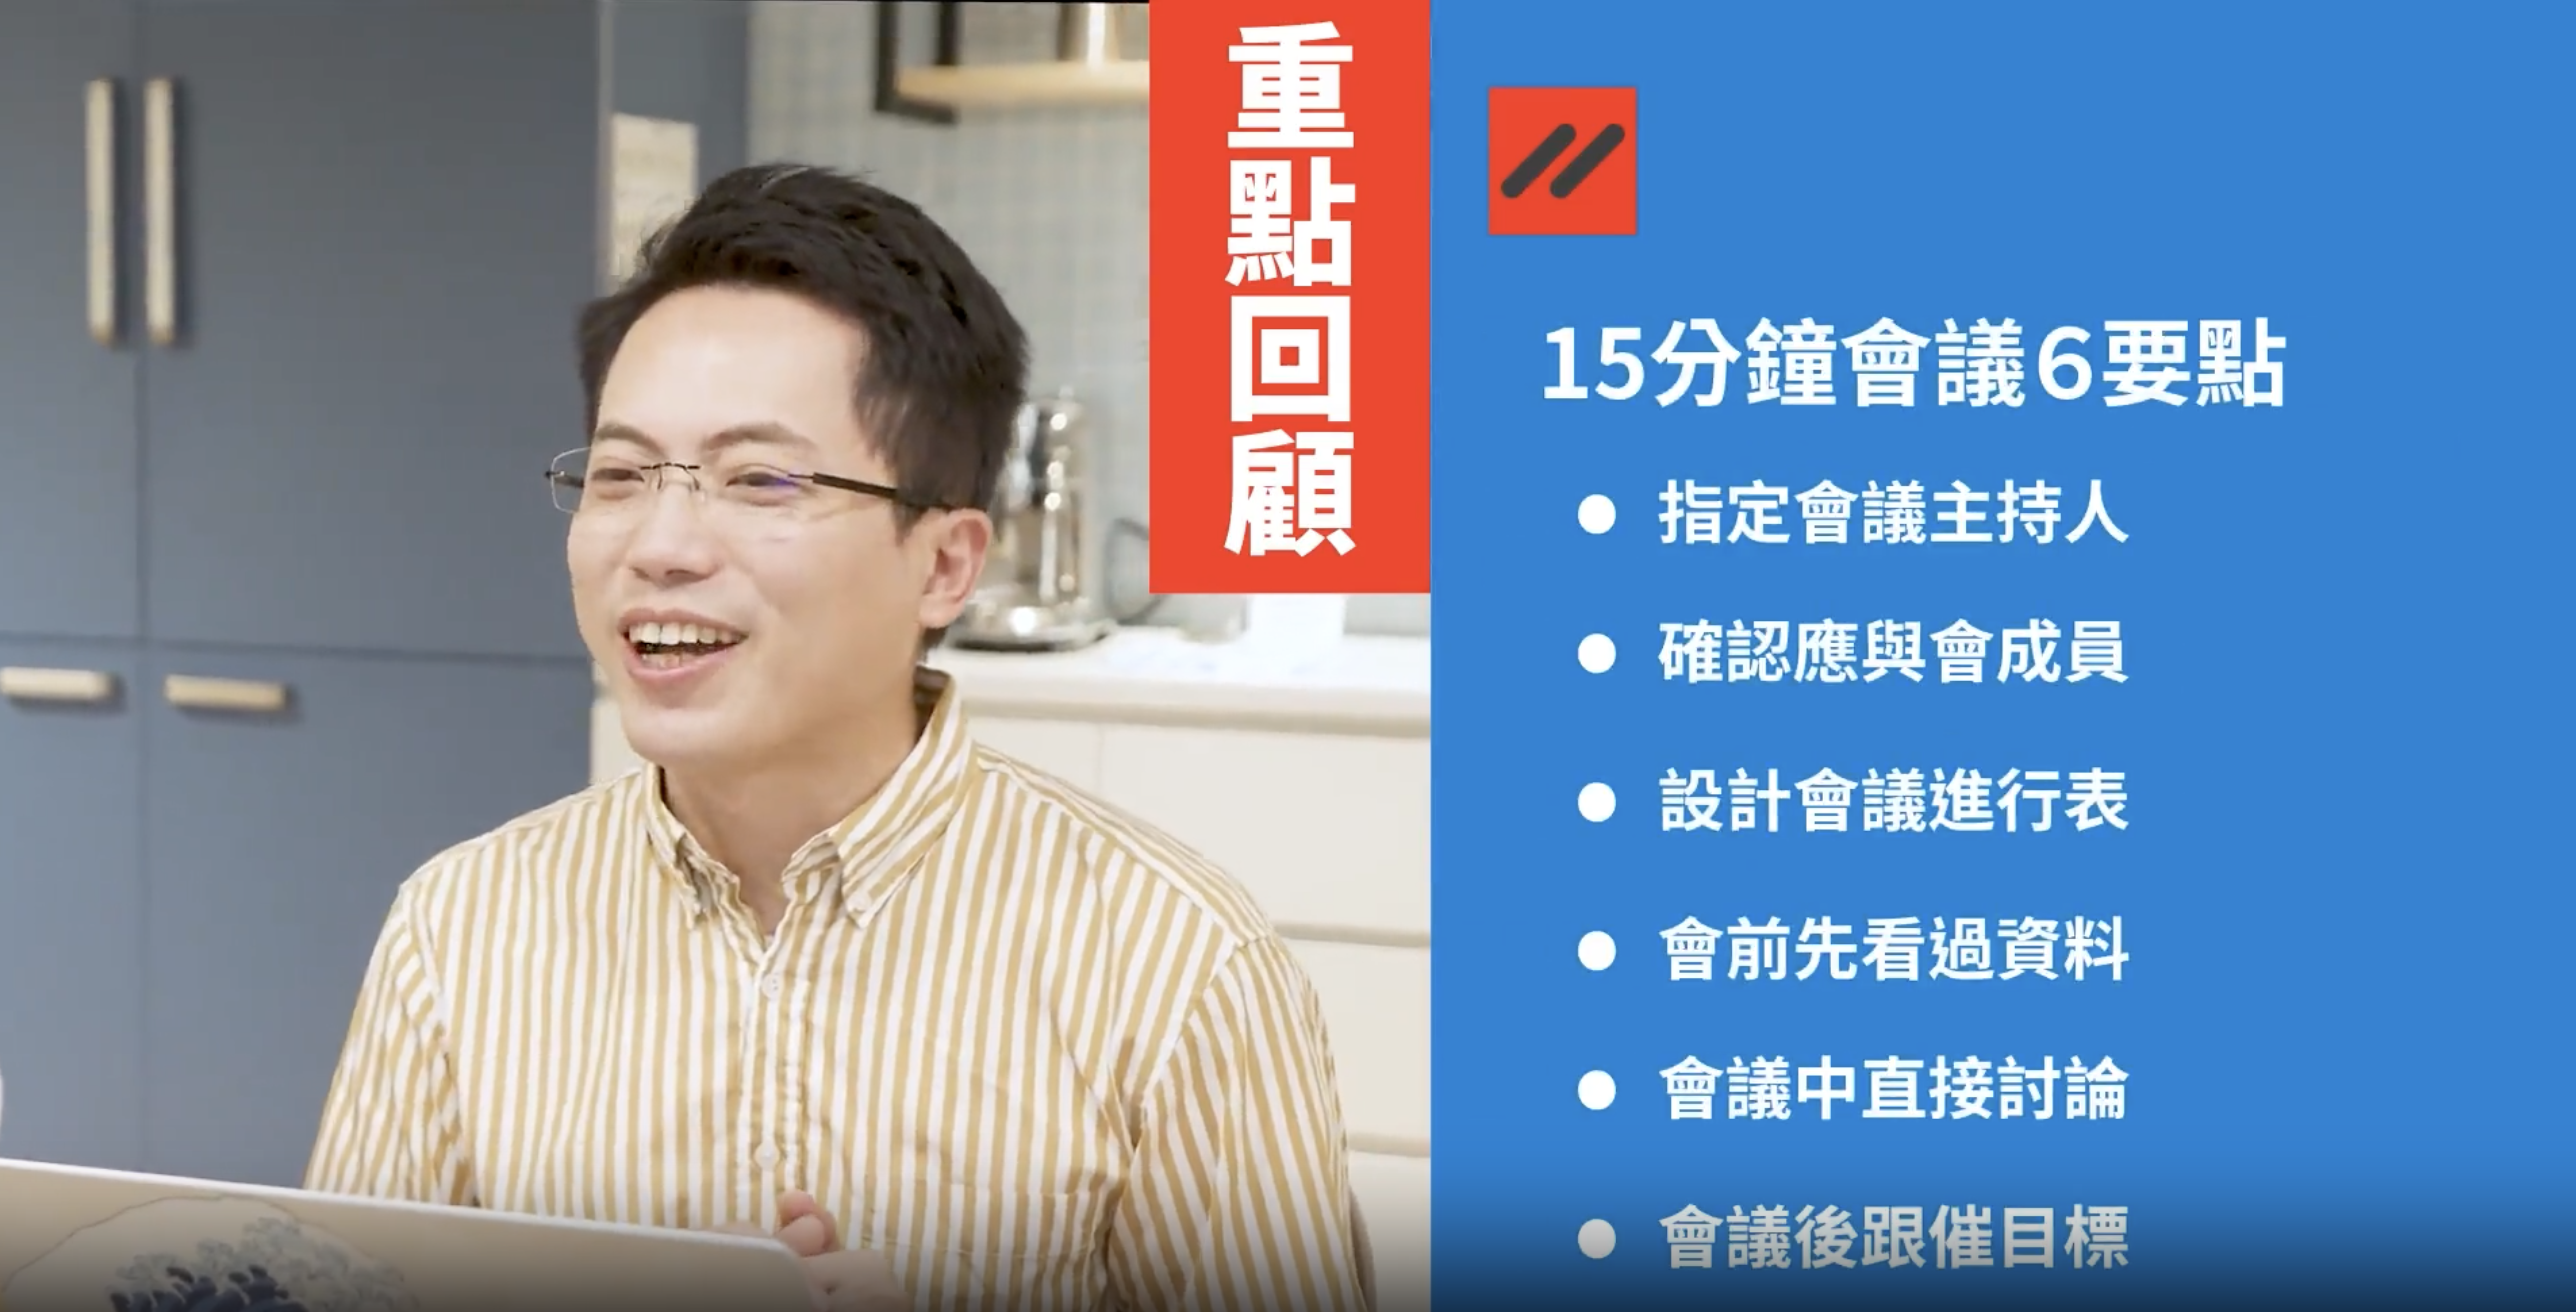 重點回顧
15分鐘會議6要點
● 指定會議主持人
● 確認應與會成員
● 設計會議進行表
● 會前先看過資料
● 會議中直接討論
● 會議後跟催目標